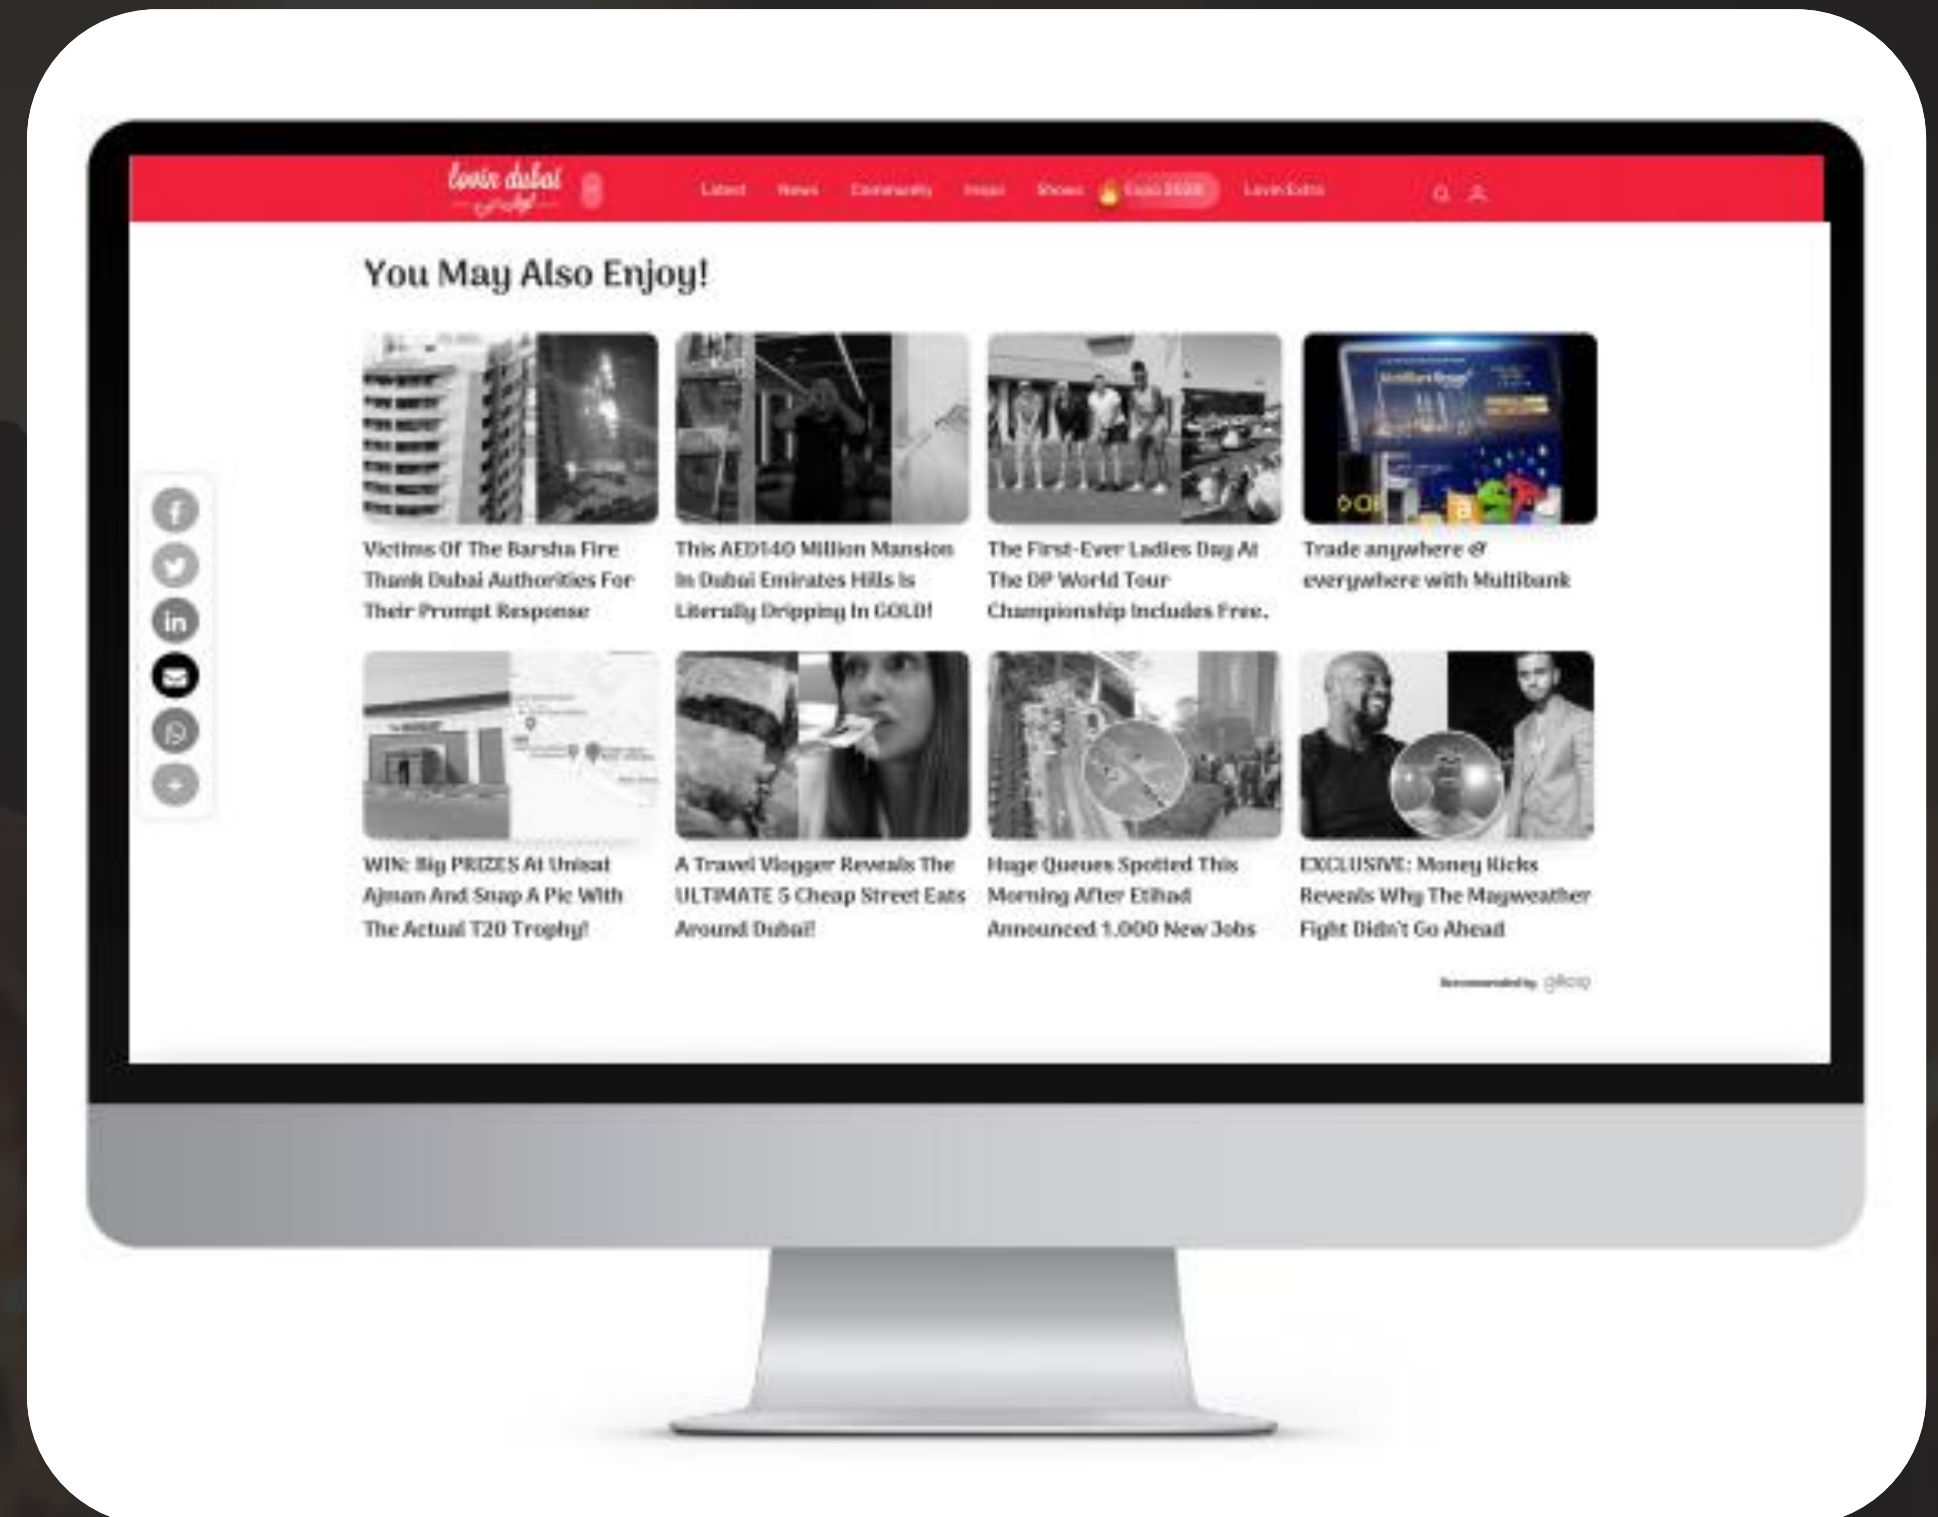 lovin dubai
Latest News Community Shows Expo 2020 Lovin Extra
You May Also Enjoy!
Victims Of The Barsha Fire
Thank Dubai Authorities For
Their Prompt Response
This AED140 Million Mansion
In Dubai Emirates Hills Is
Literally Dripping In GOLD!
The First-Ever Ladies Day At
The DP World Tour
Championship Includes Free.
Trade anywhere &
everywhere with Multibank
WIN: Big PRIZES At Unisat
Ajman And Snap A Pic With
The Actual T20 Trophy!
A Travel Vlogger Reveals The
ULTIMATE 5 Cheap Street Eats
Around Dubai!
Huge Queues Spotted This
Morning After Etihad
Announced 1,000 New Jobs
EXCLUSIVE: Money Kicks
Reveals Why The Mayweather
Fight Didn't Go Ahead
Recommended by